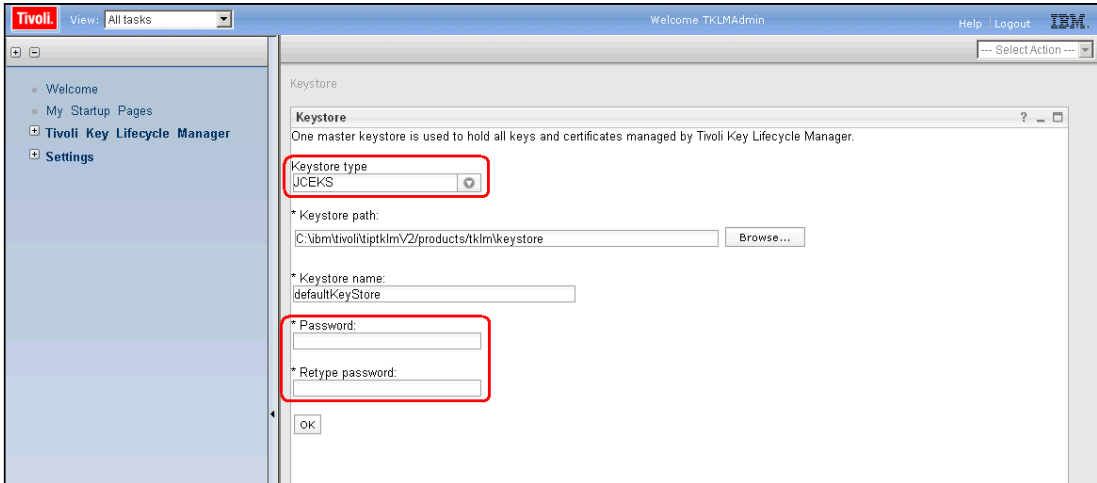 Tivoli. View: All tasks Welcome TKLMAdmin Help Logout IBM.
--- Select Action ---
Welcome
My Startup Pages
Tivoli Key Lifecycle Manager
Settings
Keystore
Keystore
One master keystore is used to hold all keys and certificates managed by Tivoli Key Lifecycle Manager.
Keystore type
JCEKS
* Keystore path:
C:\ibm\tivoli\tiptklmV2/products/tklm\keystore Browse...
* Keystore name:
defaultKeyStore
* Password:
* Retype password:
OK